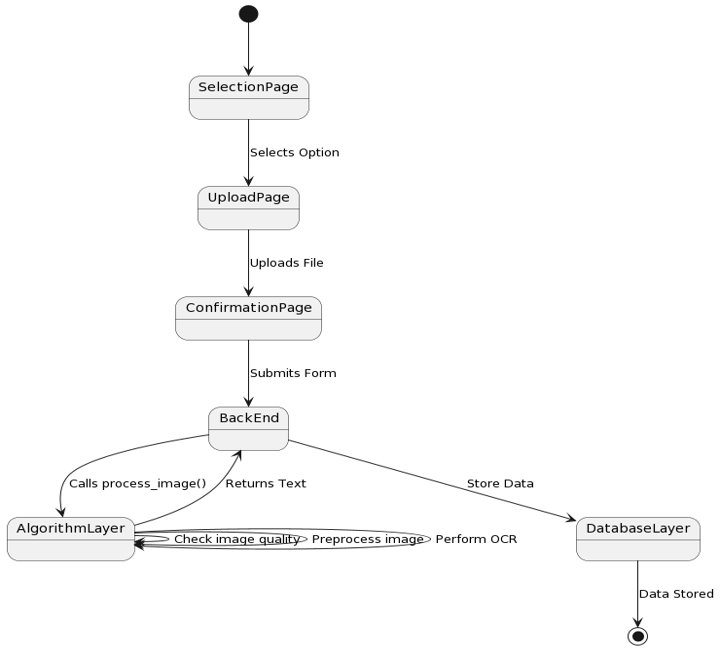 SelectionPage
Selects Option
UploadPage
Uploads File
ConfirmationPage
Submits Form
BackEnd
Calls process_image()
Returns Text
Store Data
AlgorithmLayer
Check image quality
Preprocess image
Perform OCR
DatabaseLayer
Data Stored